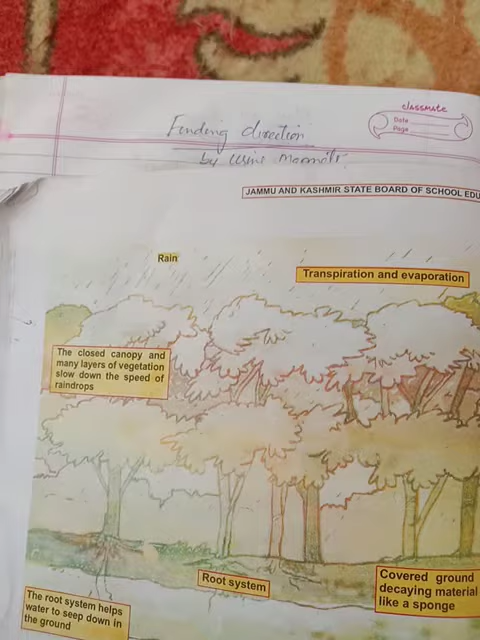 classmate
Date
Page
Finding direction
by using
JAMMU AND KASHMIR STATE BOARD OF SCHOOL EDU
Rain
Transpiration and evaporation
The closed canopy and
many layers of vegetation
slow down the speed of
raindrops
Root system
Covered ground
decaying material
like a sponge
The root system helps
water to seep down in
the ground